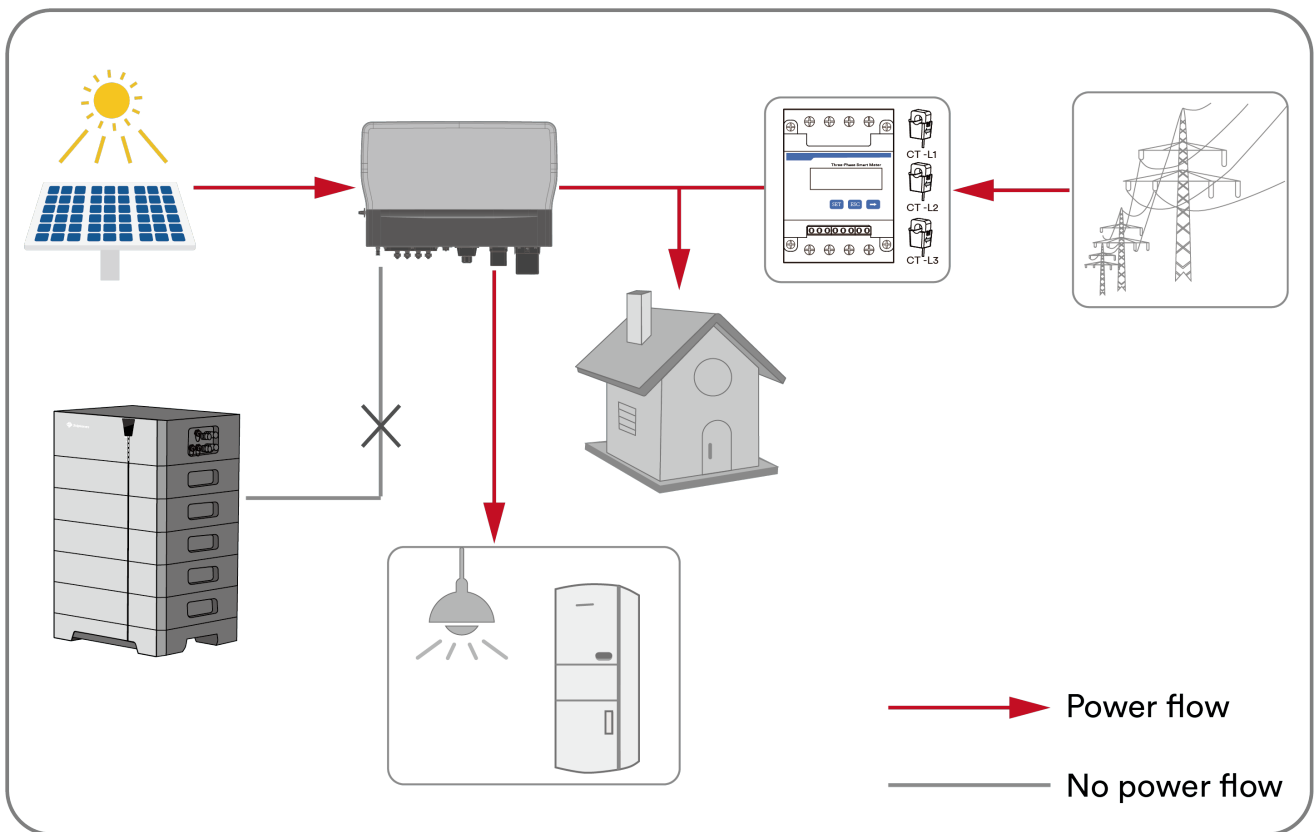 CT -L1
Three Phase Smart Meter
CT -L2
SET ESC
CT -L3
Power flow
No power flow